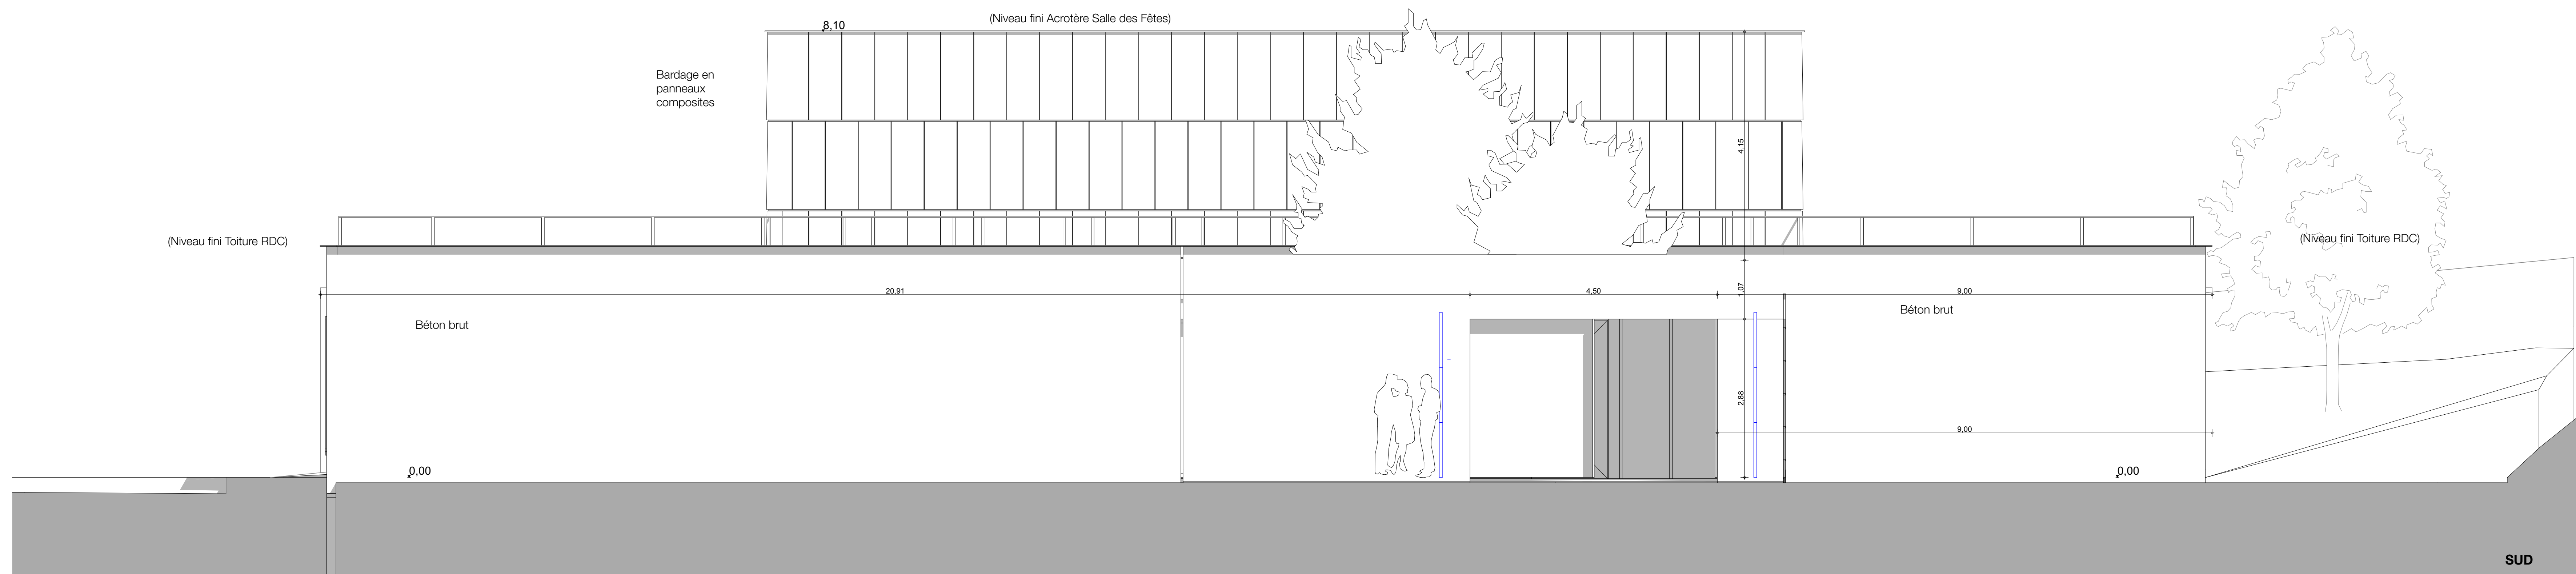 (Niveau fini Acrotère Salle des Fêtes)
8,10
Bardage en
panneaux
composites
4,15
(Niveau fini Toiture RDC)
(Niveau fini Toiture RDC)
20,91
4,50
1,07
9,00
Béton brut
Béton brut
2,88
9,00
0,00
0,00
SUD